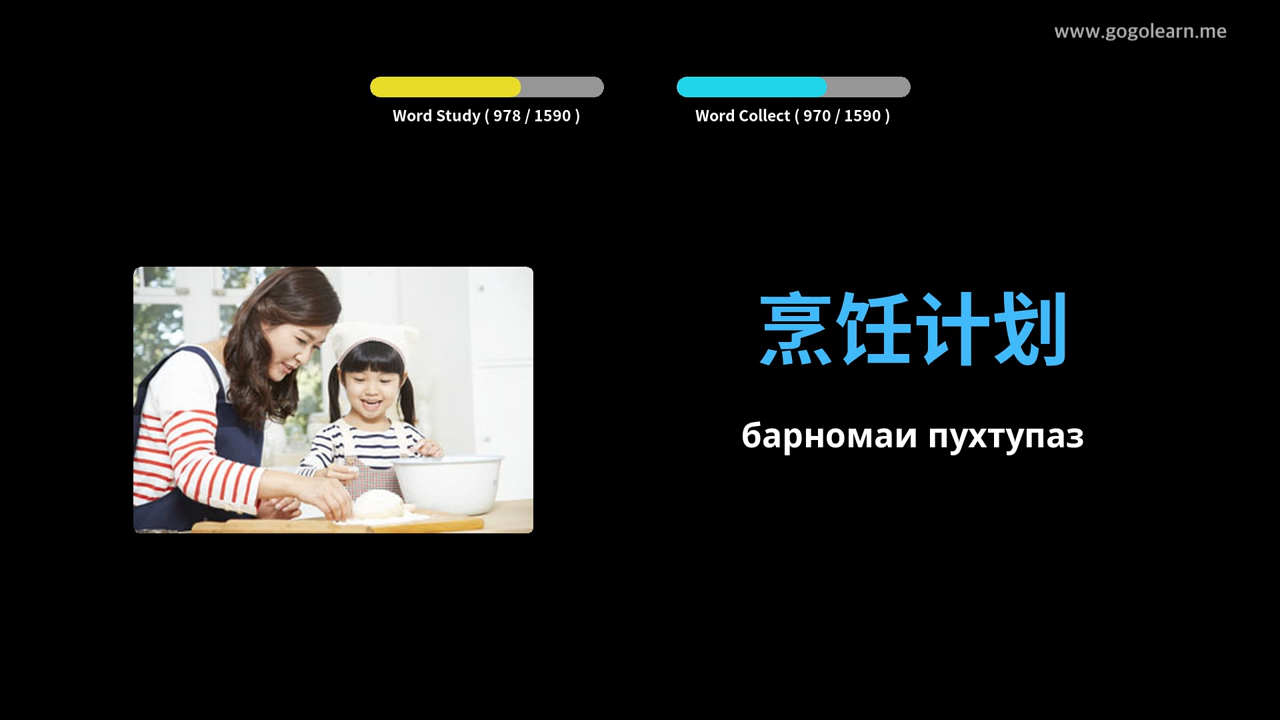 www.gogolearn.me
Word Study ( 978 / 1590 )
Word Collect ( 970 / 1590 )
烹饪计划
барномаи пухтупаз